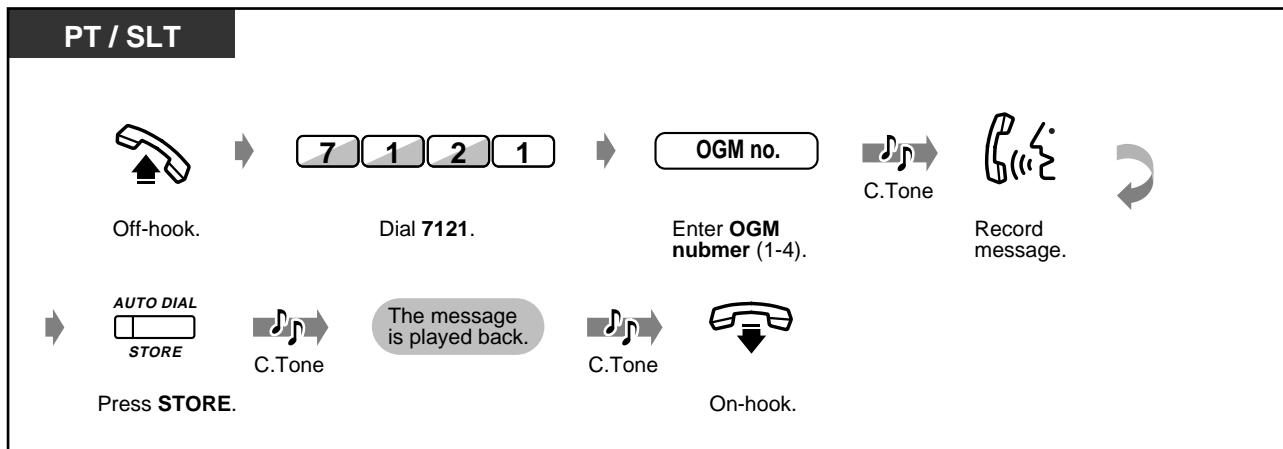 PT / SLT
7 1 2 1
OGM no.
C.Tone
Off-hook.
Dial 7121.
Enter OGM
nubmer (1-4).
Record
message.
AUTO DIAL
STORE
C.Tone
The message
is played back.
C.Tone
Press STORE.
On-hook.